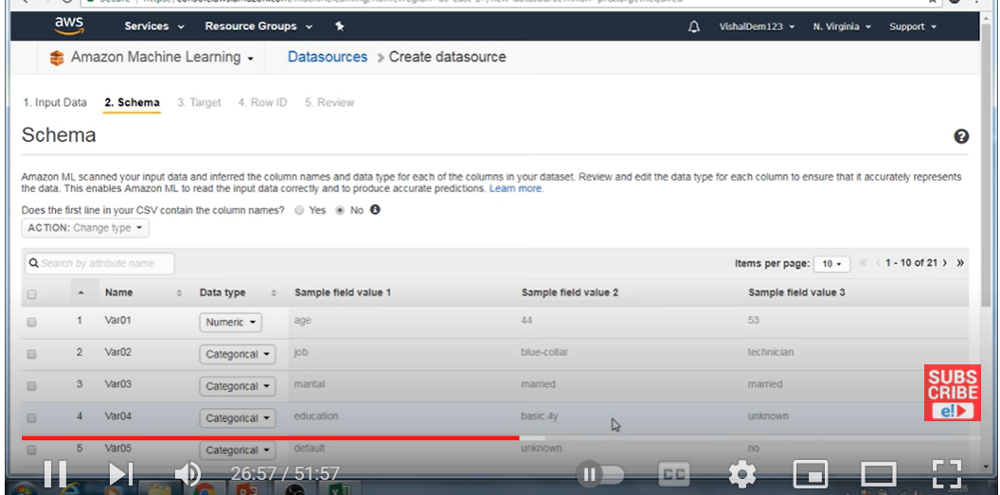 aws Services Resource Groups VishalDem123 N. Virginia Support
Amazon Machine Learning Datasources > Create datasource
1. Input Data 2. Schema 3. Target 4. Row ID 5. Review
Schema
Amazon ML scanned your input data and inferred the column names and data type for each of the columns in your dataset. Review and edit the data type for each column to ensure that it accurately represents
the data. This enables Amazon ML to read the input data correctly and to produce accurate predictions. Learn more.
Does the first line in your CSV contain the column names? Yes No
ACTION: Change type
Search by attribute name Items per page: 10 « ‹ 1 - 10 of 21 › »
Name Data type Sample field value 1 Sample field value 2 Sample field value 3
1 Var01 Numeric age 44 53
2 Var02 Categorical job blue-collar technician
3 Var03 Categorical marital married married
SUBS
CRIBE
e!
4 Var04 Categorical education basic.4y unknown
5 Var05 Categorical default unknown no
26:57 / 51:57 CC